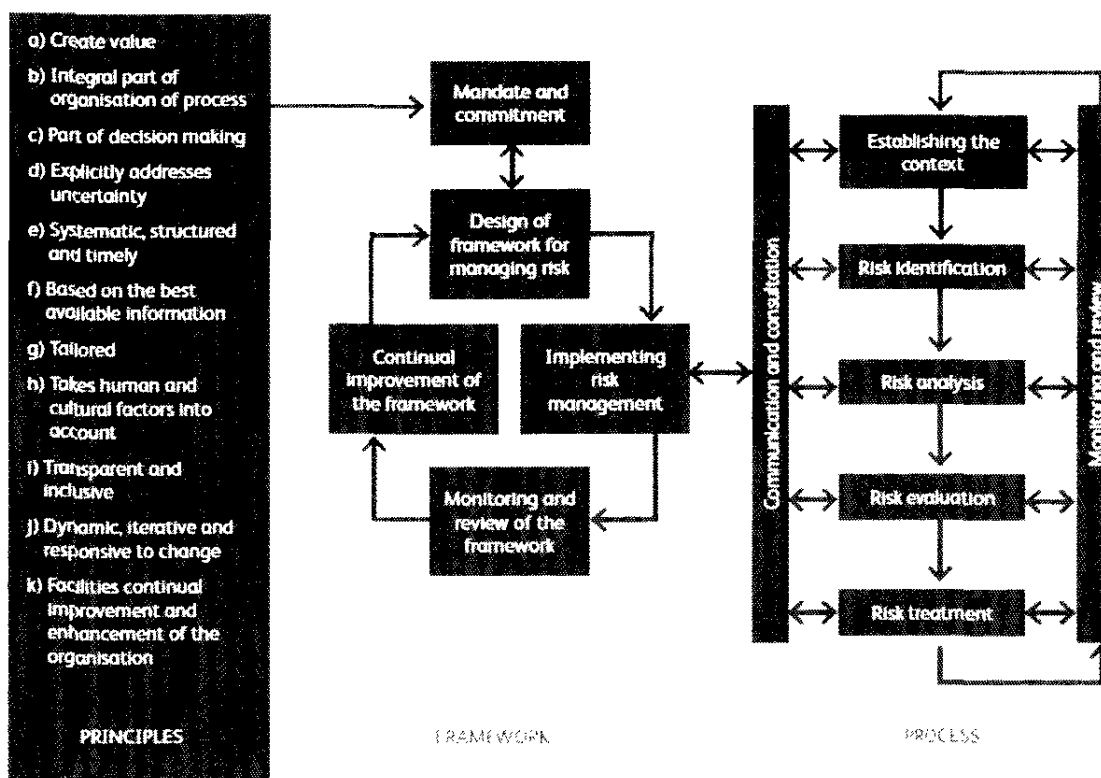 a) Create value
b) Integral part of
organisation of process
c) Part of decision making
d) Explicitly addresses
uncertainty
e) Systematic, structured
and timely
f) Based on the best
available information
g) Tailored
h) Takes human and
cultural factors into
account
i) Transparent and
inclusive
j) Dynamic, iterative and
responsive to change
k) Facilities continual
improvement and
enhancement of the
organisation
PRINCIPLES
Mandate and
commitment
Design of
framework for
managing risk
Continual
improvement of
the framework
Implementing
risk
management
Monitoring and
review of the
framework
FRAMEWORK
Communication and consultation
Establishing the
context
Risk identification
Risk analysis
Risk evaluation
Risk treatment
Monitoring and review
PROCESS